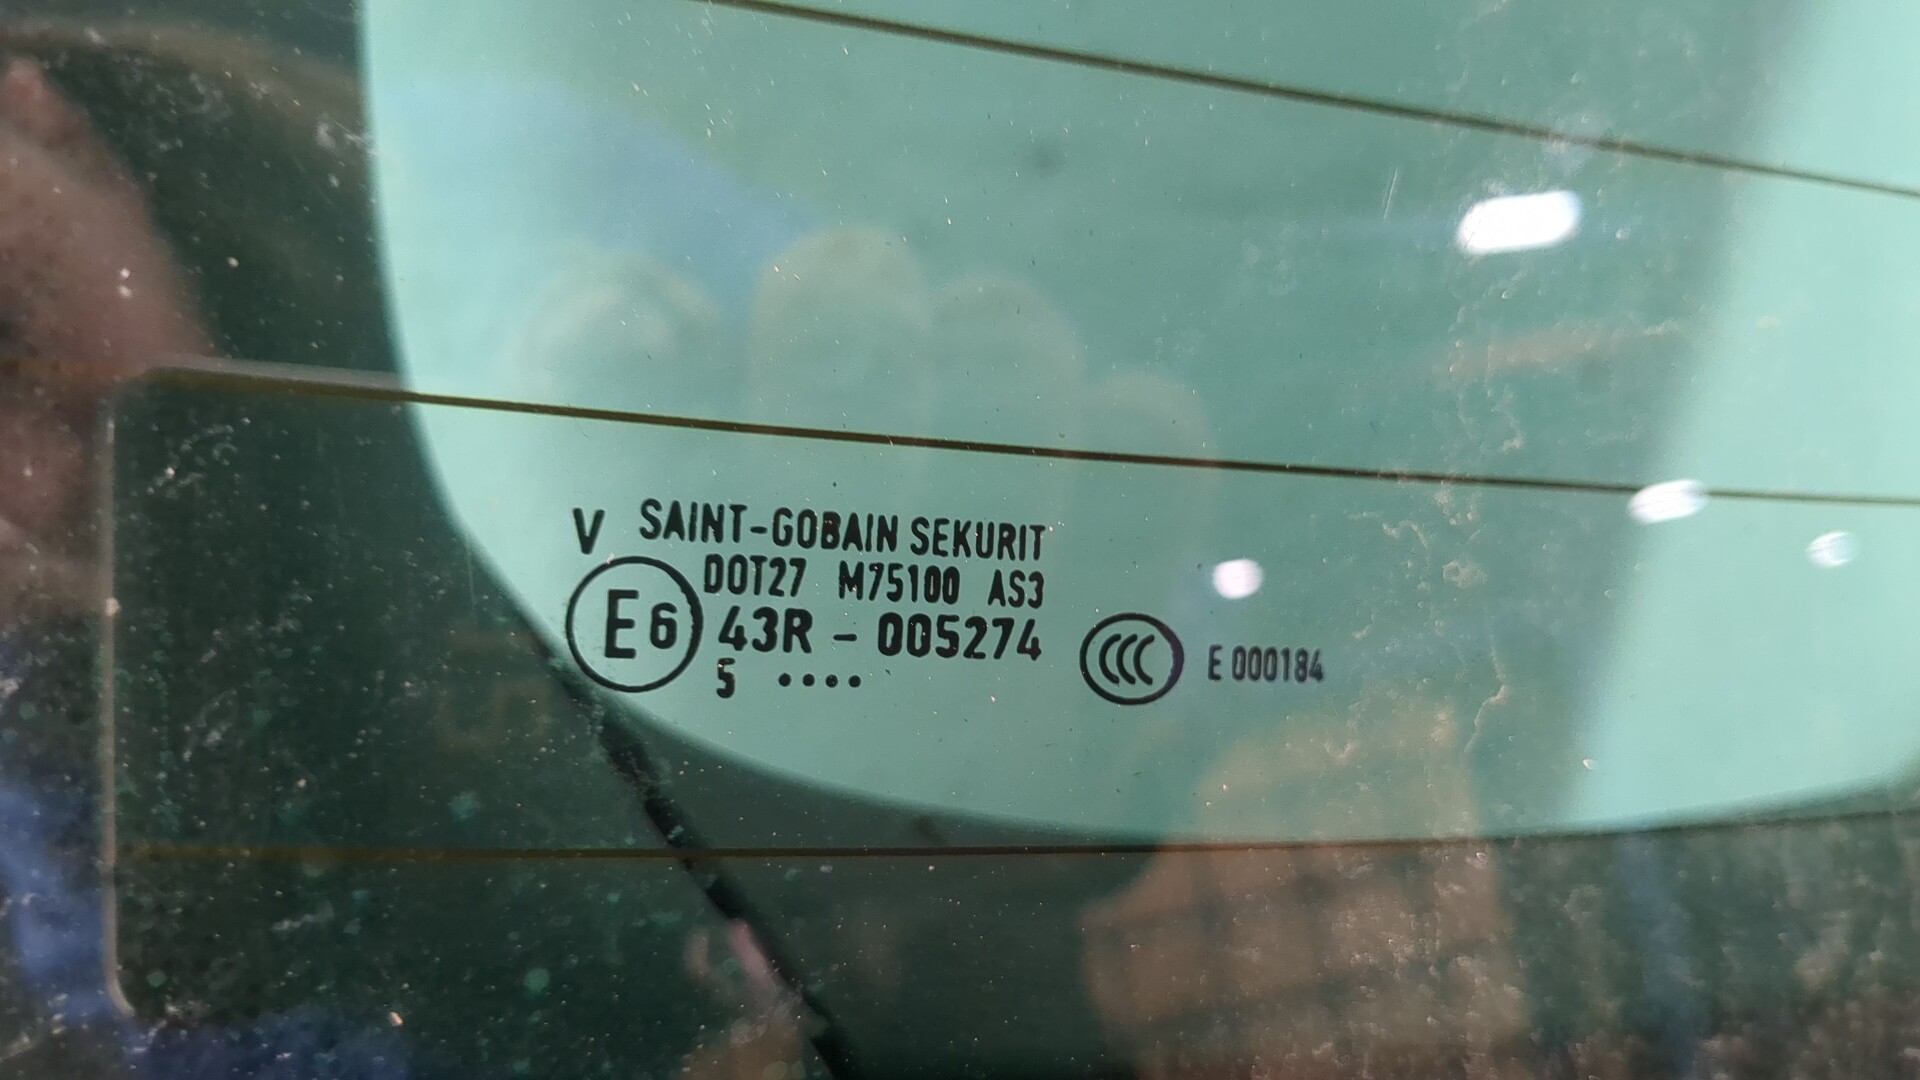 V SAINT-GOBAIN SEKURIT
DOT27 M75100 AS3
E6 43R - 005274
5 ....
CCC E 000184